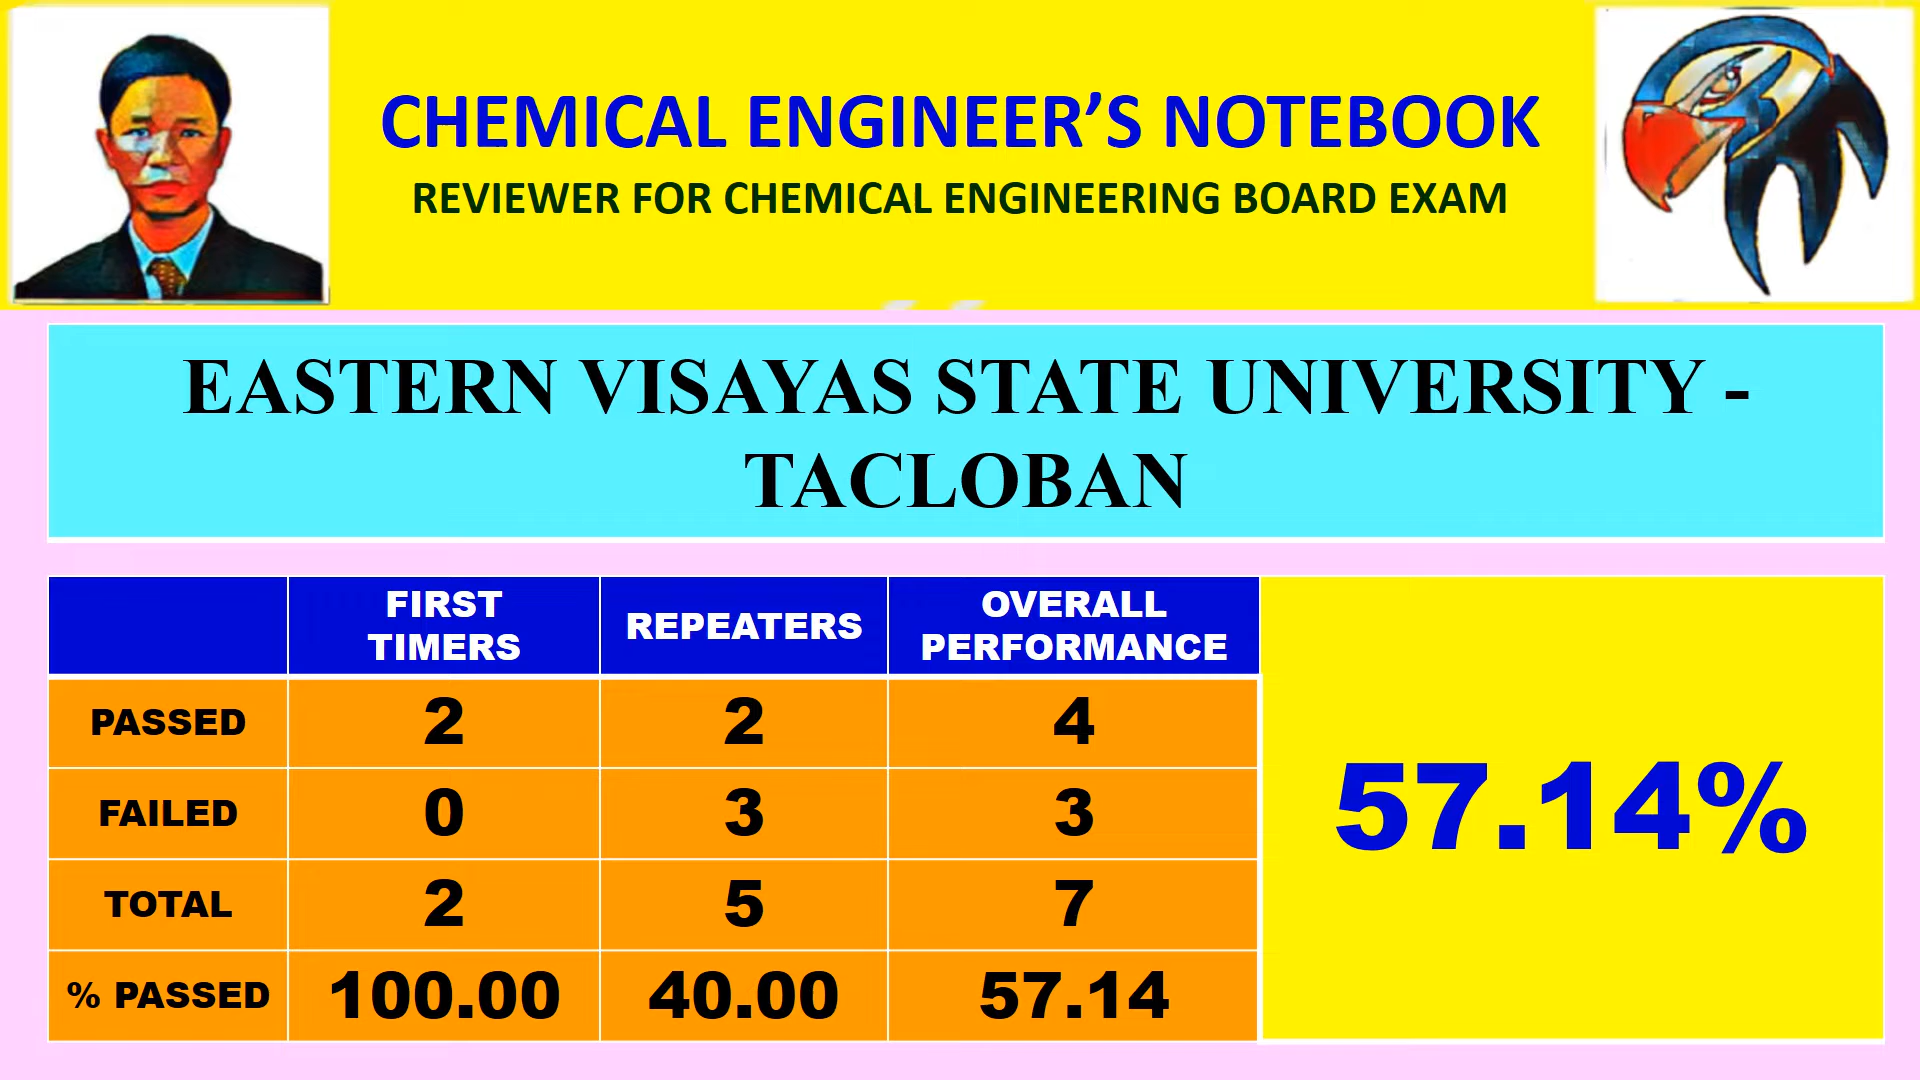 CHEMICAL ENGINEER’S NOTEBOOK
REVIEWER FOR CHEMICAL ENGINEERING BOARD EXAM
EASTERN VISAYAS STATE UNIVERSITY -
TACLOBAN
FIRST TIMERS REPEATERS OVERALL PERFORMANCE
PASSED 2 2 4
FAILED 0 3 3
TOTAL 2 5 7
% PASSED 100.00 40.00 57.14
57.14%